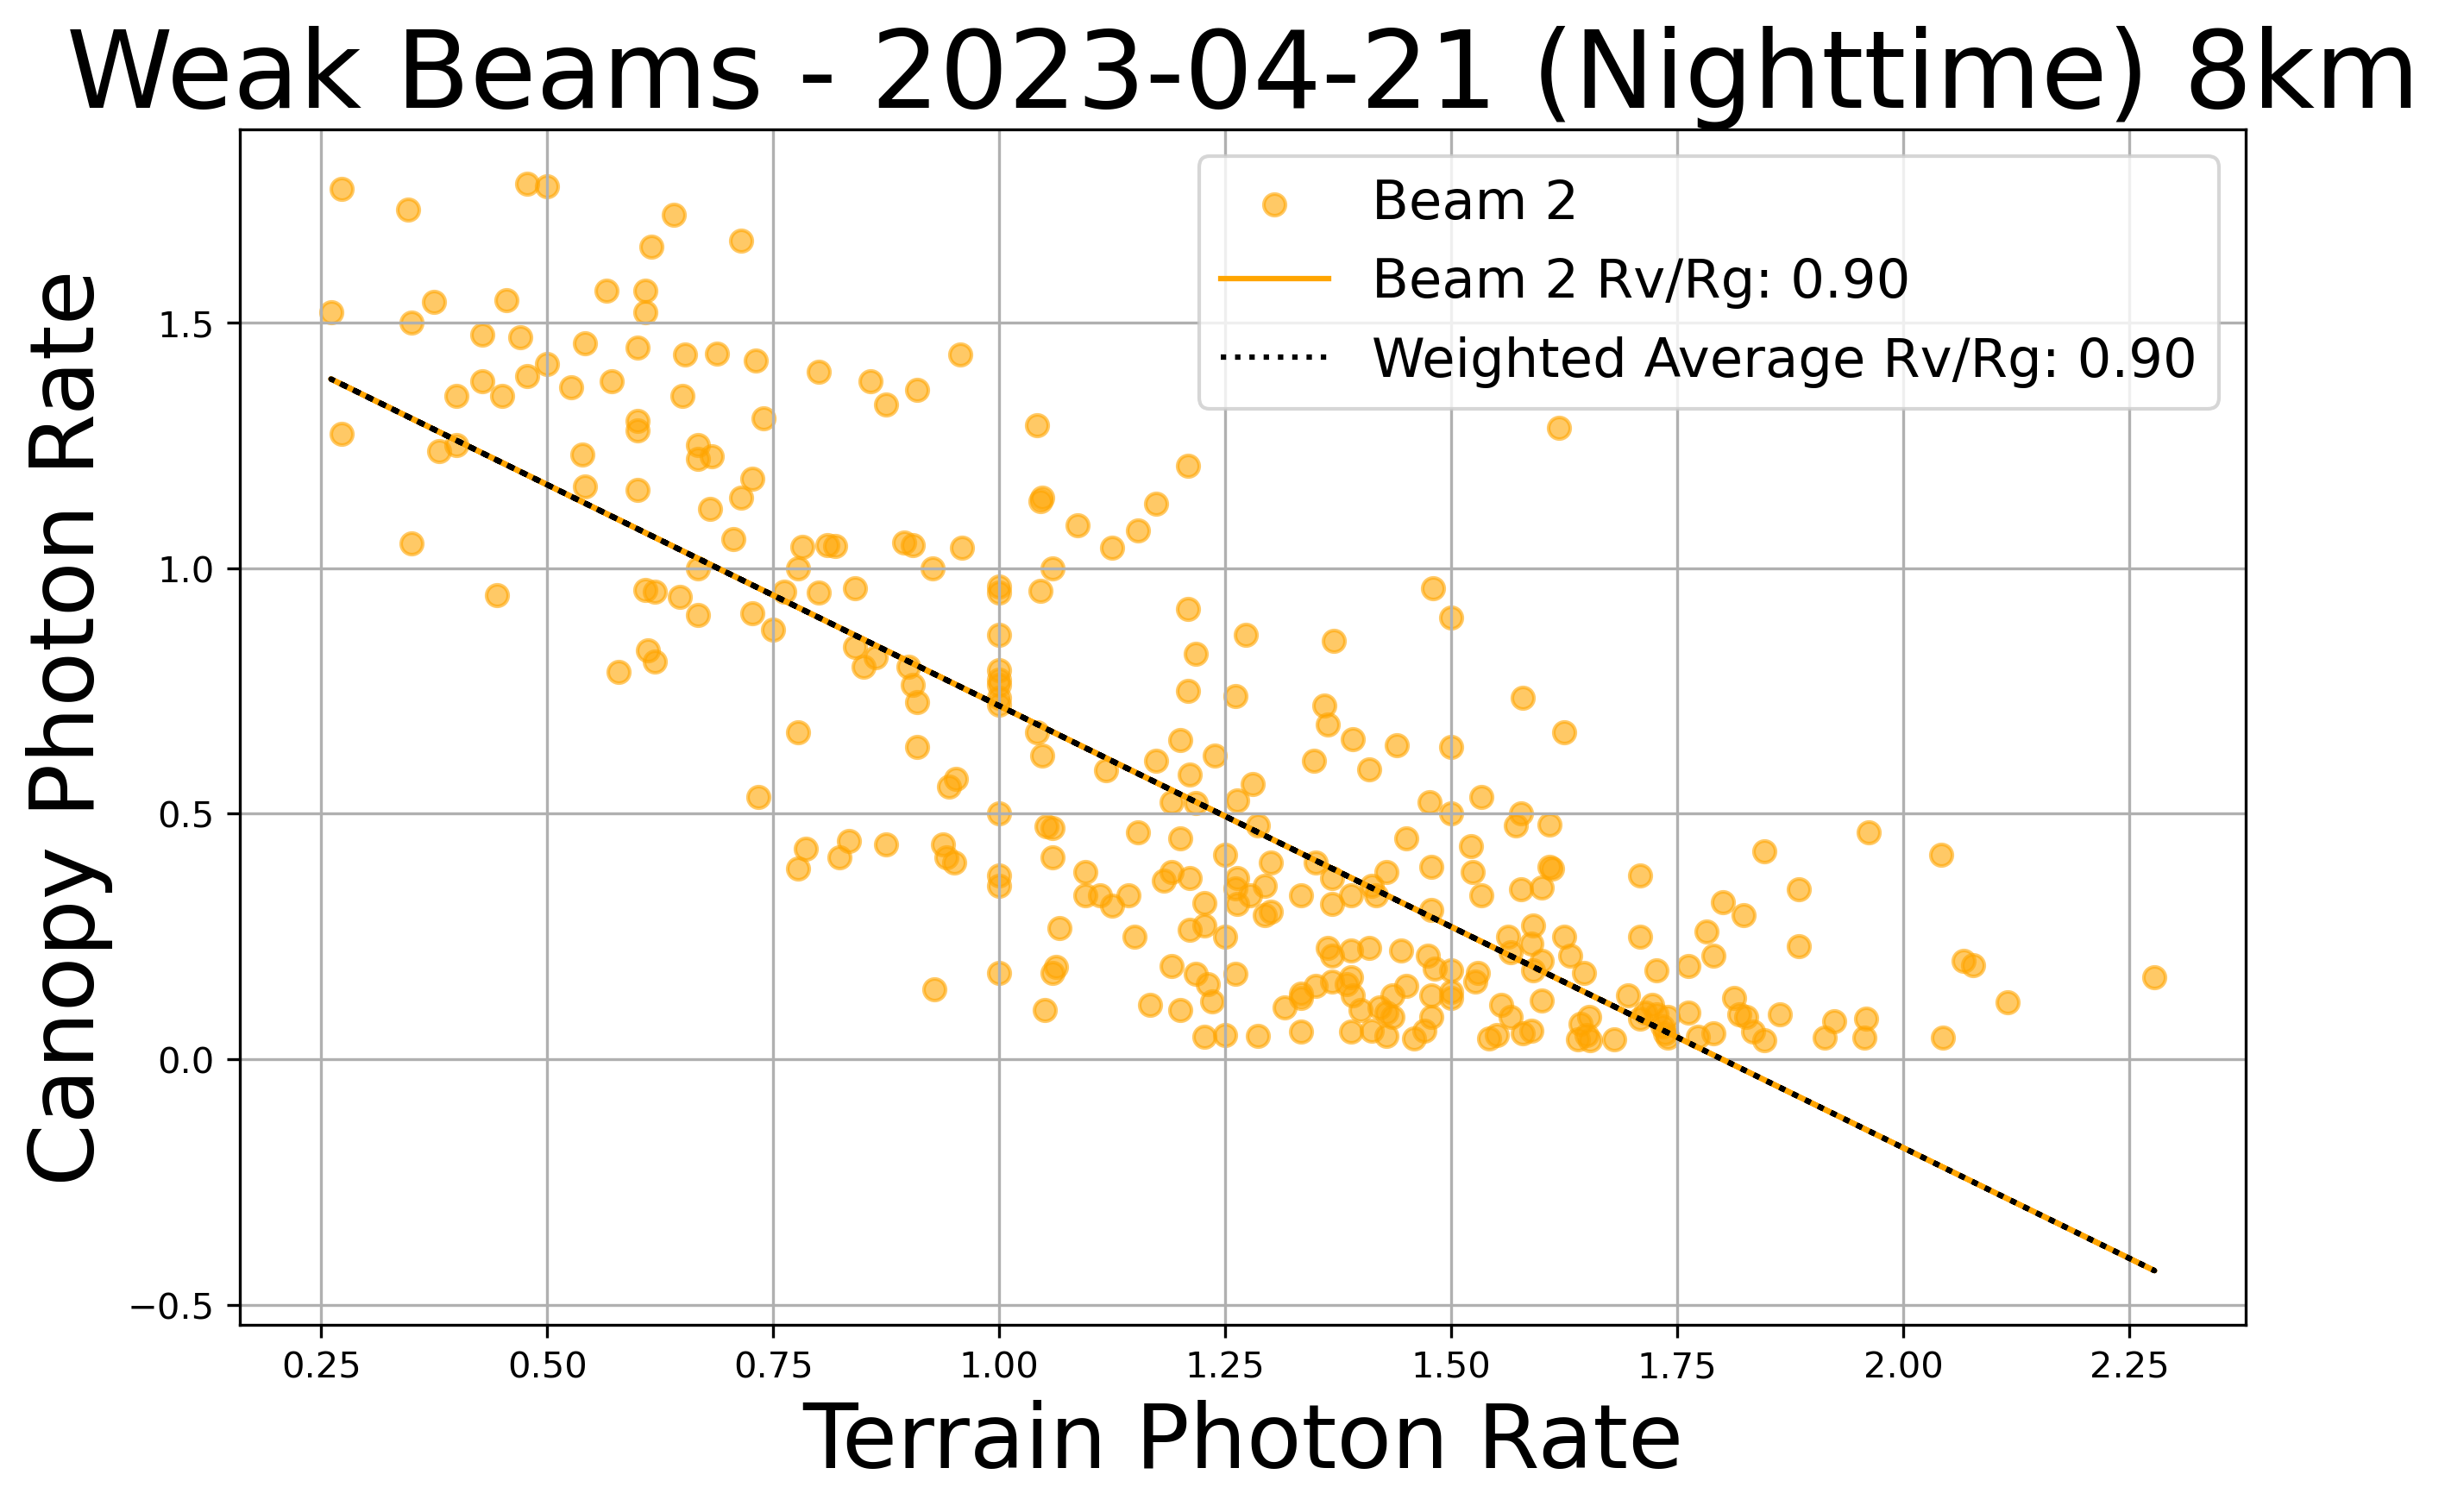 Weak Beams - 2023-04-21 (Nighttime) 8km
Beam 2
Beam 2 Rv/Rg: 0.90
Weighted Average Rv/Rg: 0.90
Canopy Photon Rate
1.5
1.0
0.5
0.0
−0.5
0.25 0.50 0.75 1.00 1.25 1.50 1.75 2.00 2.25
Terrain Photon Rate